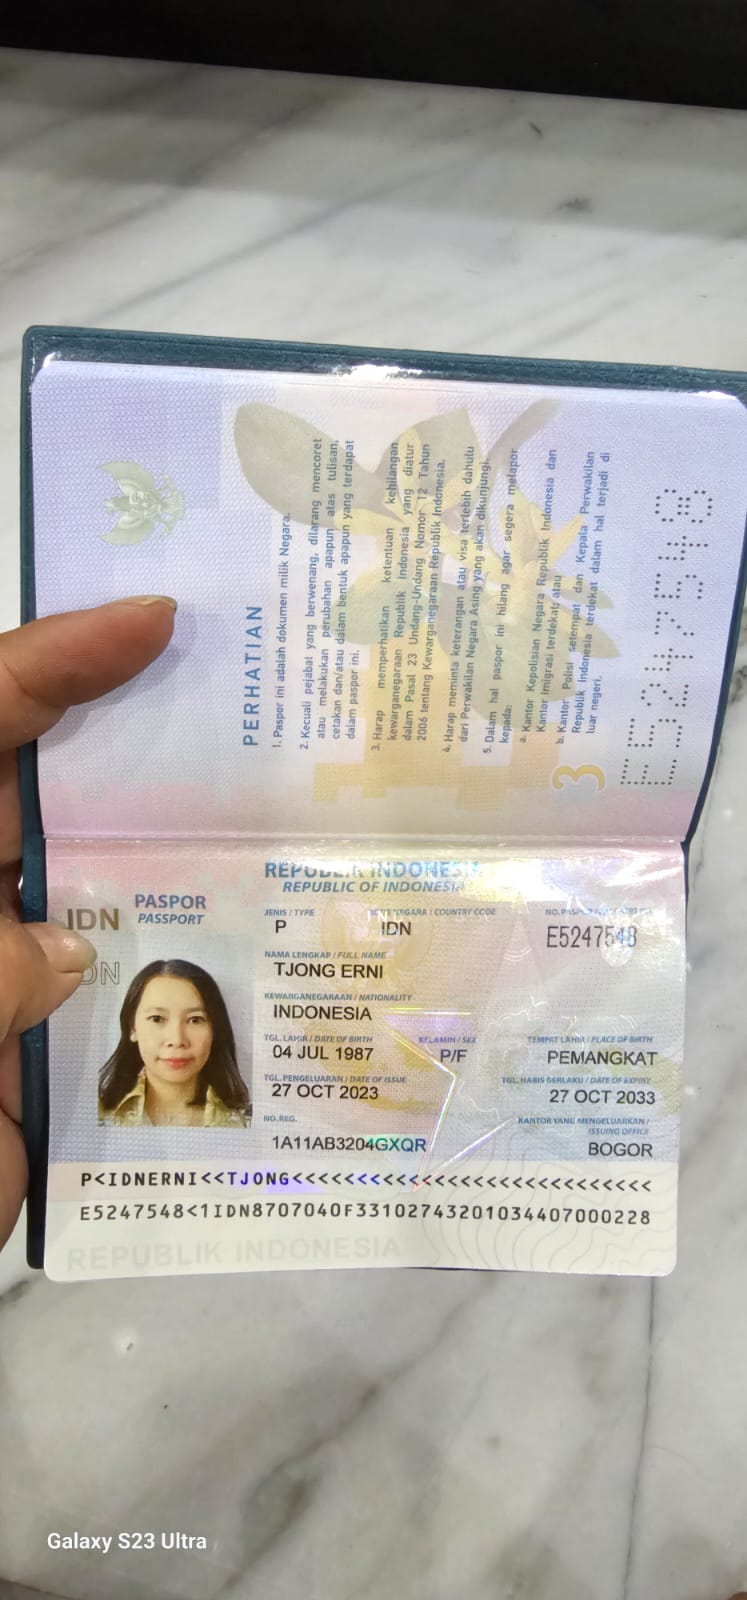 PERHATIAN
1. Paspor ini adalah dokumen milik Negara.
2. Kecuali pejabat yang berwenang, dilarang mencoret
atau melakukan perubahan apapun atas tulisan,
cetakan dan/atau dalam bentuk apapun yang terdapat
dalam paspor ini.
3. Harap memperhatikan ketentuan kehilangan
kewarganegaraan Republik Indonesia yang diatur
dalam Pasal 23 Undang-Undang Nomor 12 Tahun
2006 tentang Kewarganegaraan Republik Indonesia.
4. Harap meminta keterangan atau visa terlebih dahulu
dari Perwakilan Negara Asing yang akan dikunjungi.
5. Dalam hal paspor ini hilang agar segera melapor
kepada:
a. Kantor Kepolisian Negara Republik Indonesia dan
Kantor Imigrasi terdekat; atau
b. Kantor Polisi setempat dan Kepala Perwakilan
Republik Indonesia terdekat dalam hal terjadi di
luar negeri.
3
E5247548
REPUBLIK INDONESIA
REPUBLIC OF INDONESIA
IDN
PASPOR
PASSPORT
JENIS / TYPE
KODE NEGARA / COUNTRY CODE
NO. PASPOR / PASSPORT NO.
P
IDN
E5247548
NAMA LENGKAP / FULL NAME
TJONG ERNI
KEWARGANEGARAAN / NATIONALITY
INDONESIA
TGL. LAHIR / DATE OF BIRTH
KELAMIN / SEX
TEMPAT LAHIR / PLACE OF BIRTH
04 JUL 1987
P/F
PEMANGKAT
TGL. PENGELUARAN / DATE OF ISSUE
TGL. HABIS BERLAKU / DATE OF EXPIRY
27 OCT 2023
27 OCT 2033
NO. REG.
KANTOR YANG MENGELUARKAN /
ISSUING OFFICE
1A11AB3204GXQR
BOGOR
P<IDNERNI<<TJONG<<<<<<<<<<<<<<<<<<<<<<<<<<<<
E5247548<1IDN8707040F33102743201034407000228
REPUBLIK INDONESIA
Galaxy S23 Ultra